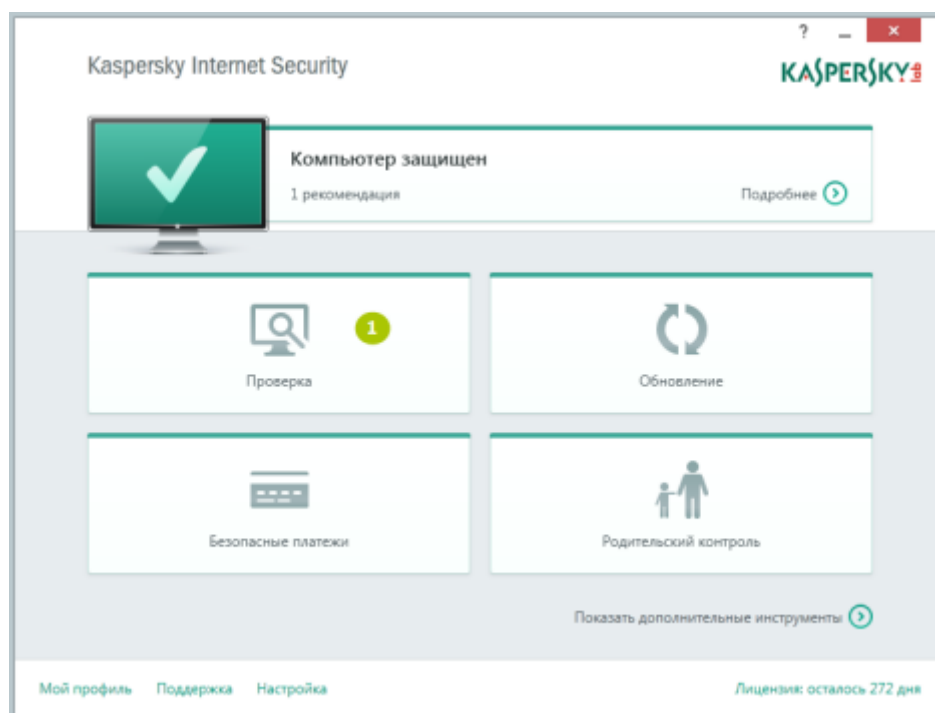 ?
Kaspersky Internet Security
KASPERSKY lab
Компьютер защищен
1 рекомендация
Подробнее
1
Проверка
Обновление
Безопасные платежи
Родительский контроль
Показать дополнительные инструменты
Мой профиль Поддержка Настройка
Лицензия: осталось 272 дня